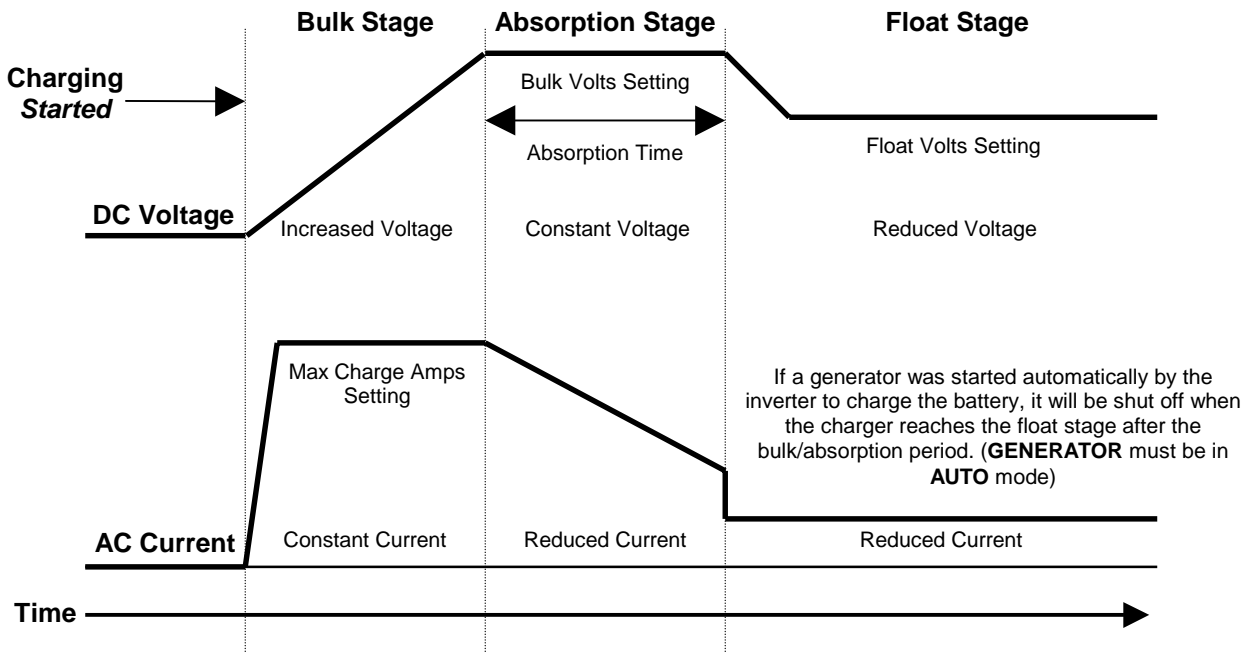 Bulk Stage
Absorption Stage
Float Stage
Charging
Started
Bulk Volts Setting
Absorption Time
Float Volts Setting
DC Voltage
Increased Voltage
Constant Voltage
Reduced Voltage
Max Charge Amps
Setting
If a generator was started automatically by the
inverter to charge the battery, it will be shut off when
the charger reaches the float stage after the
bulk/absorption period. (GENERATOR must be in
AUTO mode)
AC Current
Constant Current
Reduced Current
Reduced Current
Time